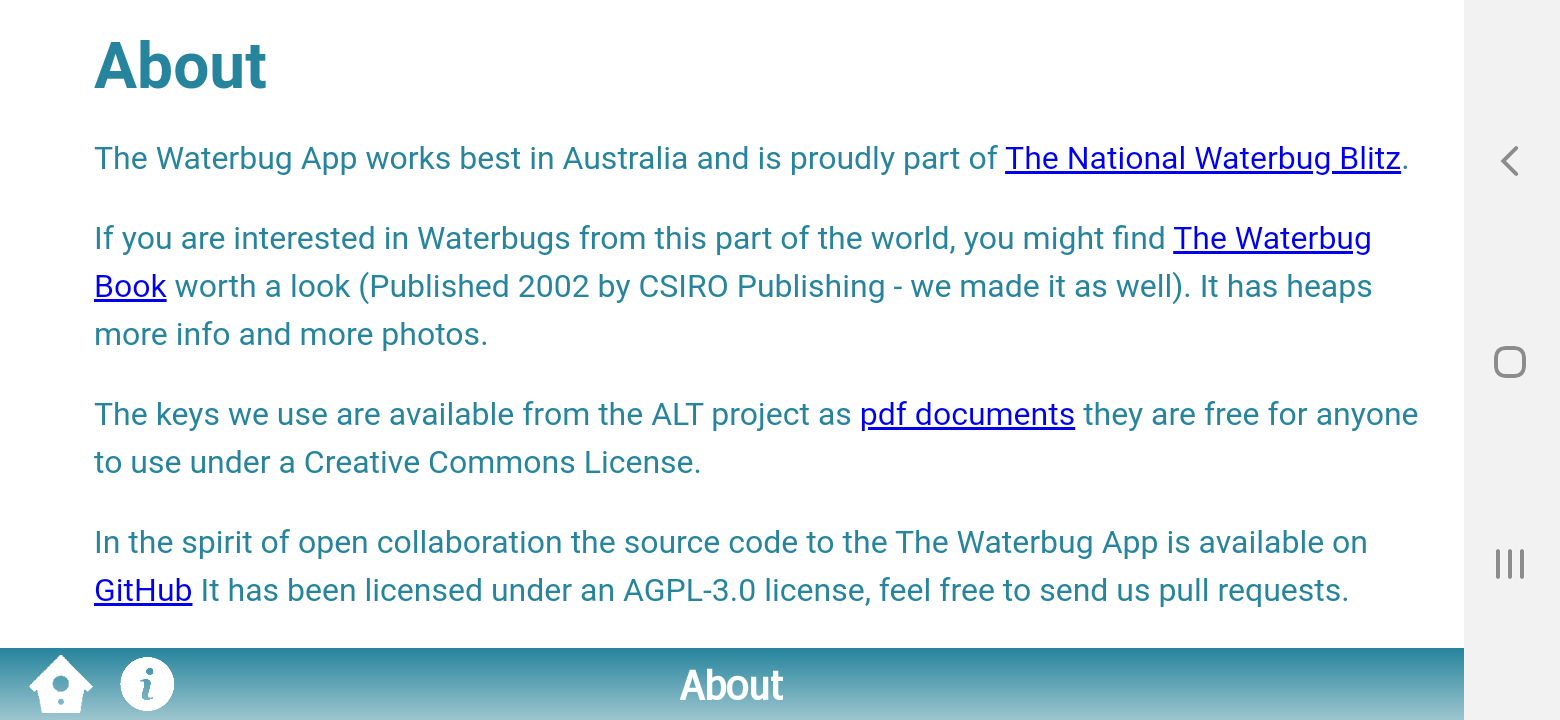 About
The Waterbug App works best in Australia and is proudly part of The National Waterbug Blitz.
If you are interested in Waterbugs from this part of the world, you might find The Waterbug
Book worth a look (Published 2002 by CSIRO Publishing - we made it as well). It has heaps
more info and more photos.
The keys we use are available from the ALT project as pdf documents they are free for anyone
to use under a Creative Commons License.
In the spirit of open collaboration the source code to the The Waterbug App is available on
GitHub It has been licensed under an AGPL-3.0 license, feel free to send us pull requests.
i
About